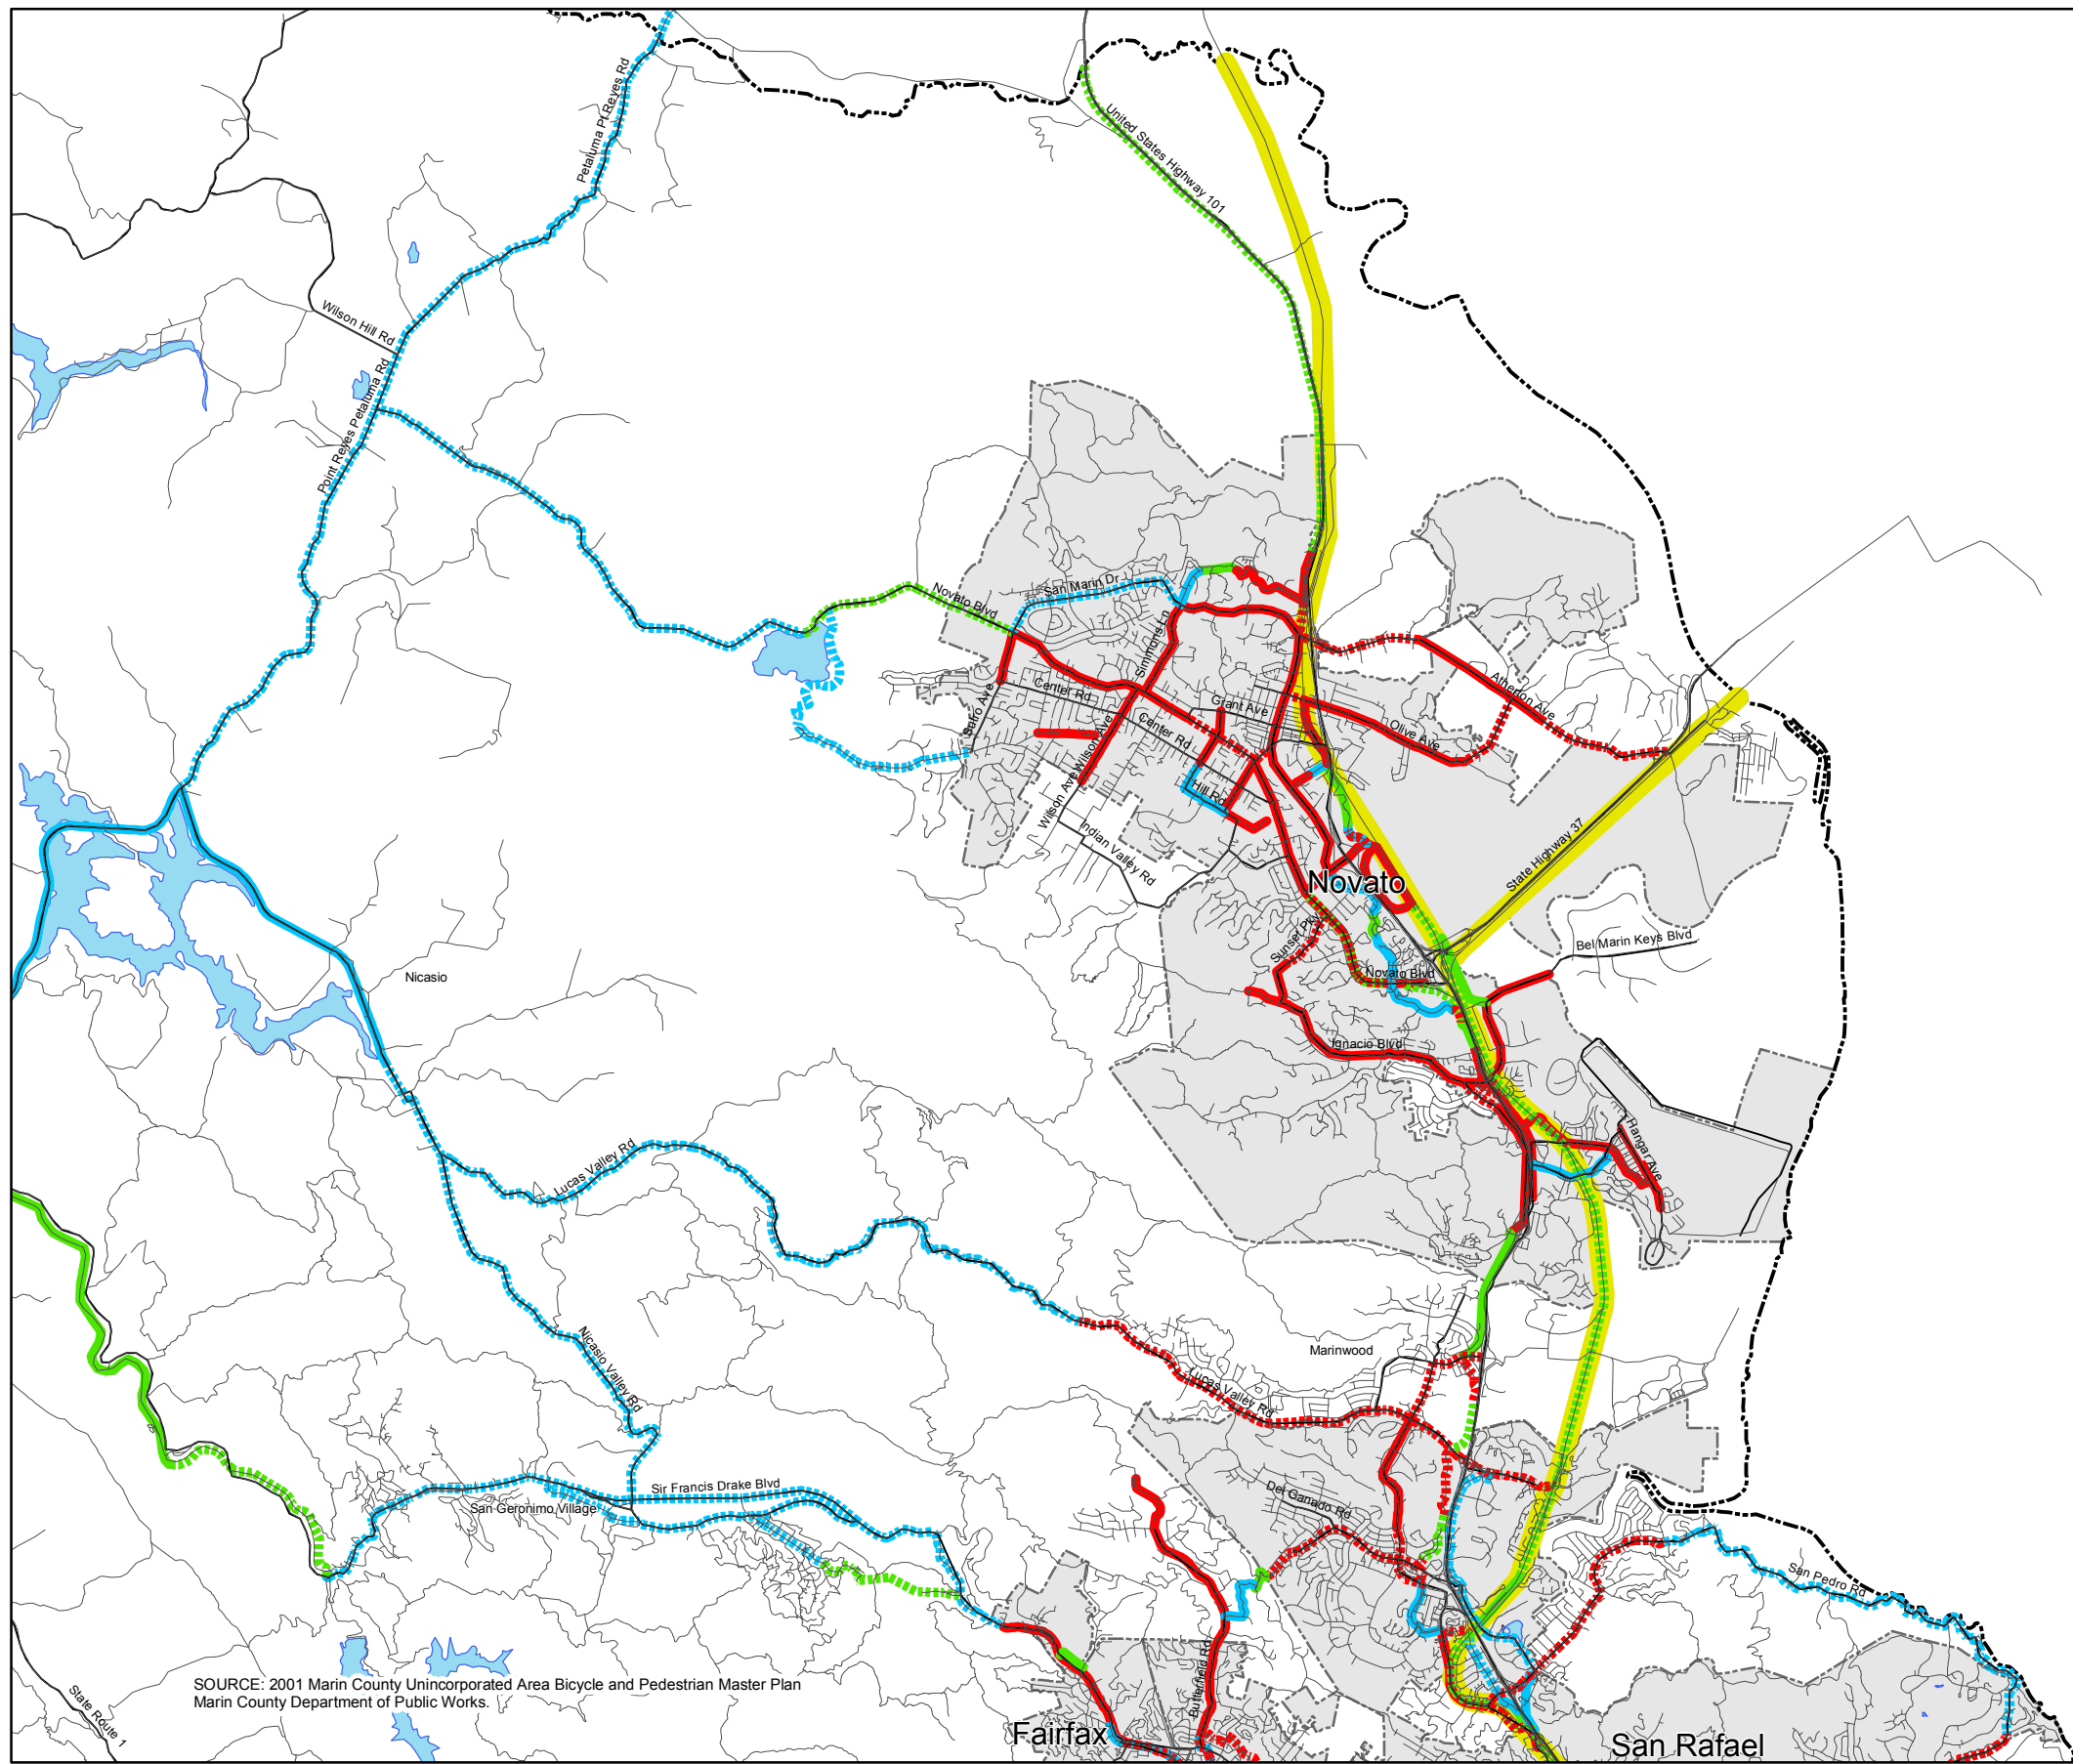 Petaluma Pt Reyes Rd
United States Highway 101
Wilson Hill Rd
Point Reyes Petaluma Rd
Novato Blvd
San Marin Dr
Simmons Ln
Center Rd
Sutro Ave
Grant Ave
Atherton Ave
Center Rd
Olive Ave
Wilson Ave
Wilson Ave
Hill Rd
Indian Valley Rd
State Highway 37
Novato
Sunset Pky
Bel Marin Keys Blvd
Nicasio
Novato Blvd
Ignacio Blvd
Hangar Ave
Lucas Valley Rd
Marinwood
Nicasio Valley Rd
Lucas Valley Rd
Sir Francis Drake Blvd
San Geronimo Village
Del Ganado Rd
San Pedro Rd
Butterfield Rd
SOURCE: 2001 Marin County Unincorporated Area Bicycle and Pedestrian Master Plan
Marin County Department of Public Works.
State Route 1
Fairfax
San Rafael